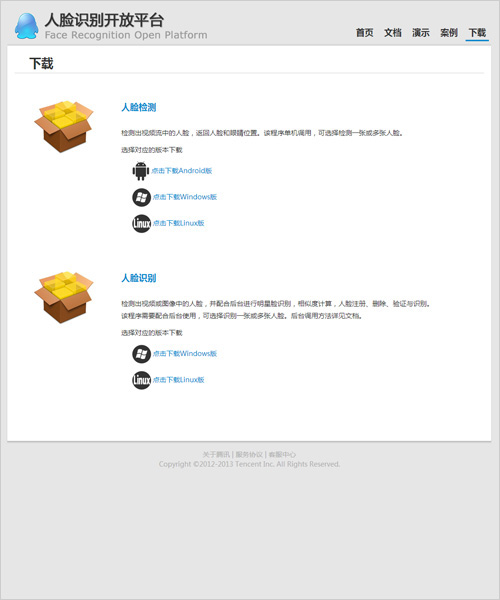 人脸识别开放平台
Face Recognition Open Platform
首页 文档 演示 案例 下载
下载
人脸检测
检测出视频流中的人脸，返回人脸和眼睛位置。该程序单机调用，可选择检测一张或多张人脸。
选择对应的版本下载
点击下载Android版
点击下载Windows版
Linux 点击下载Linux版
人脸识别
检测出视频或图像中的人脸，并配合后台进行明星脸识别，相似度计算，人脸注册、删除、验证与识别。
该程序需要配合后台使用，可选择识别一张或多张人脸。后台调用方法详见文档。
选择对应的版本下载
点击下载Windows版
Linux 点击下载Linux版
关于腾讯 | 服务协议 | 客服中心
Copyright ©2012-2013 Tencent Inc. All Rights Reserved.